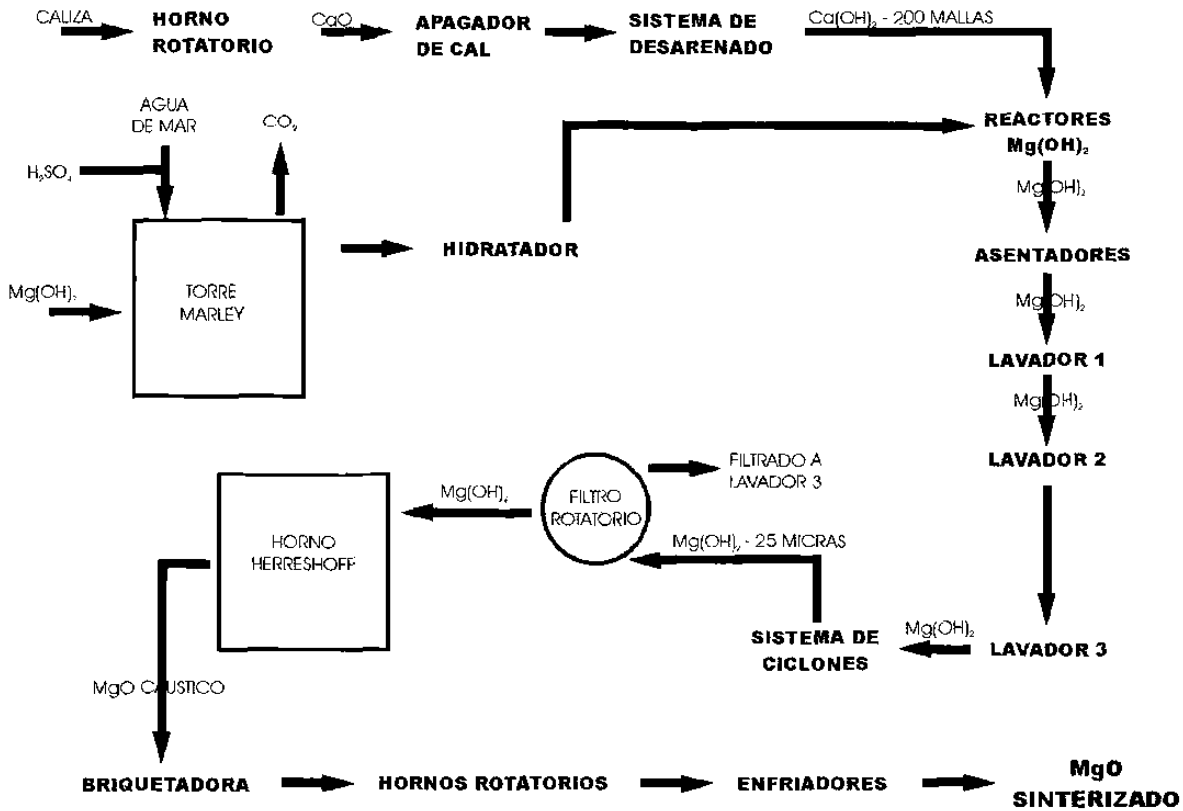 CALIZA
HORNO
ROTATORIO
CaO
APAGADOR
DE CAL
SISTEMA DE
DESARENADO
Ca(OH)₂ - 200 MALLAS
AGUA
DE MAR
CO₂
H₂SO₄
REACTORES
Mg(OH)₂
Mg(OH)₂
HIDRATADOR
ASENTADORES
Mg(OH)₂
TORRE
MARLEY
Mg(OH)₂
LAVADOR 1
Mg(OH)₂
LAVADOR 2
FILTRADO A
LAVADOR 3
FILTRO
ROTATORIO
Mg(OH)₂
HORNO
HERRESHOFF
Mg(OH)₂ - 25 MICRAS
SISTEMA DE
CICLONES
Mg(OH)₂
LAVADOR 3
MgO CAUSTICO
BRIQUETADORA
HORNOS ROTATORIOS
ENFRIADORES
MgO
SINTERIZADO